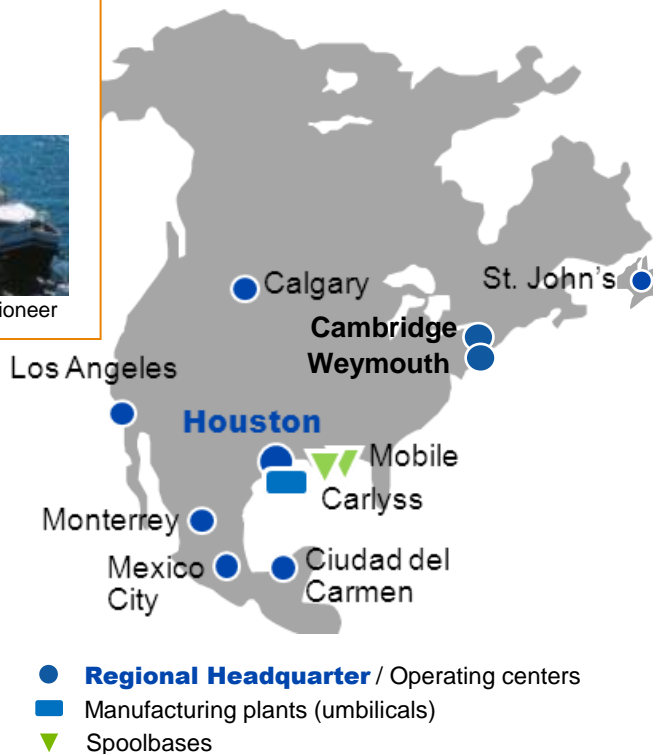 ioneer
Calgary
St. John's
Cambridge
Weymouth
Los Angeles
Houston
Mobile
Carlyss
Monterrey
Mexico
City
Ciudad del
Carmen
Regional Headquarter / Operating centers
Manufacturing plants (umbilicals)
Spoolbases